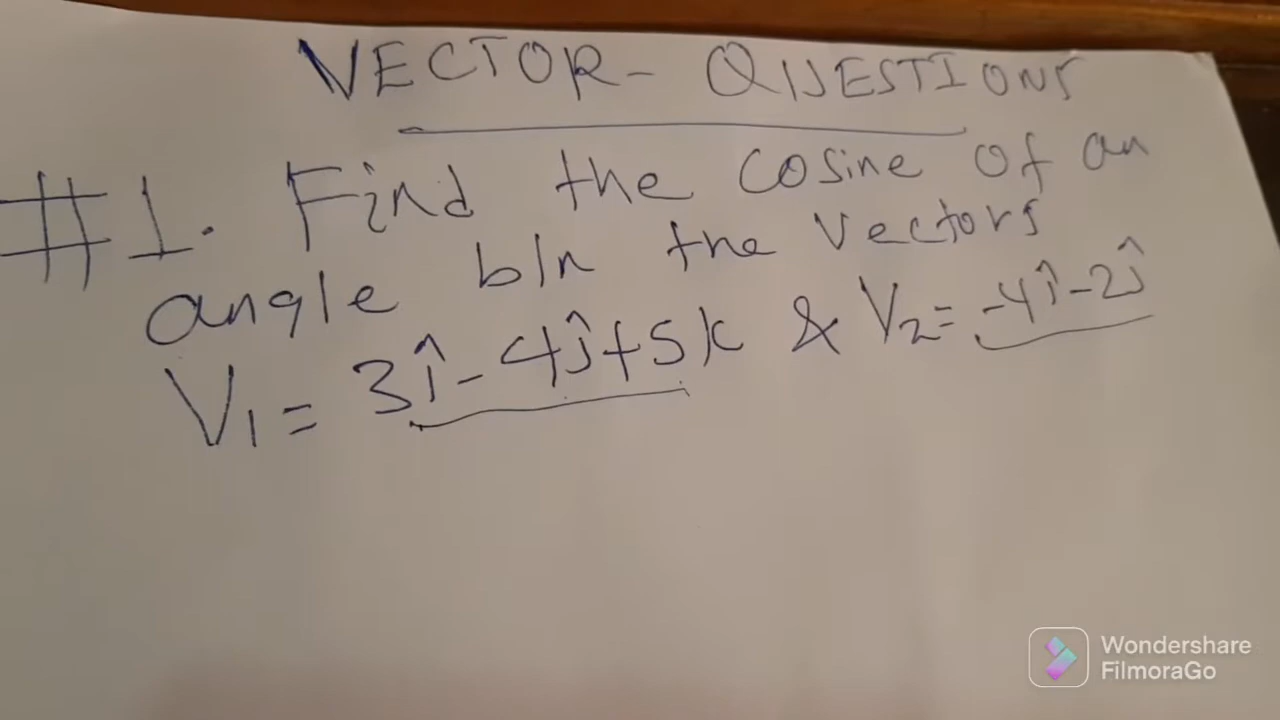 VECTOR - QUESTIONS
#1. Find the cosine of an
angle b/n the vectors
V₁ = 3î - 4ĵ + 5k & V₂ = -4î - 2ĵ
Wondershare
FilmoraGo